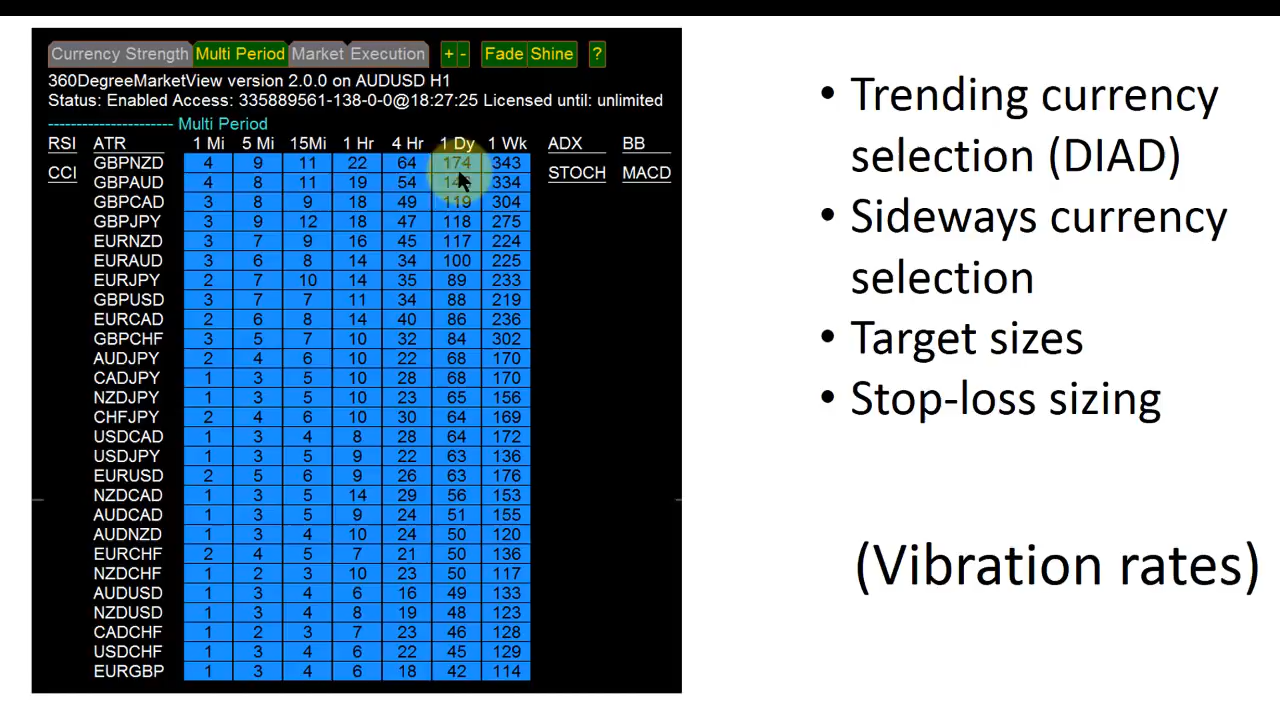 Currency Strength Multi Period Market Execution + - Fade Shine ?
360DegreeMarketView version 2.0.0 on AUDUSD H1
Status: Enabled Access: 335889561-138-0-0@18:27:25 Licensed until: unlimited
---------------------- Multi Period
RSI ATR 1 Mi 5 Mi 15Mi 1 Hr 4 Hr 1 Dy 1 Wk ADX BB
CCI STOCH MACD
GBPNZD 4 9 11 22 64 174 343
GBPAUD 4 8 11 19 54 334
GBPCAD 3 8 9 18 49 119 304
GBPJPY 3 9 12 18 47 118 275
EURNZD 3 7 9 16 45 117 224
EURAUD 3 6 8 14 34 100 225
EURJPY 2 7 10 14 35 89 233
GBPUSD 3 7 7 11 34 88 219
EURCAD 2 6 8 14 40 86 236
GBPCHF 3 5 7 10 32 84 302
AUDJPY 2 4 6 10 22 68 170
CADJPY 1 3 5 10 28 68 170
NZDJPY 1 3 5 10 23 65 156
CHFJPY 2 4 6 10 30 64 169
USDCAD 1 3 4 8 28 64 172
USDJPY 1 3 5 9 22 63 136
EURUSD 2 5 6 9 26 63 176
NZDCAD 1 3 5 14 29 56 153
AUDCAD 1 3 5 9 24 51 155
AUDNZD 1 3 4 10 24 50 120
EURCHF 2 4 5 7 21 50 136
NZDCHF 1 2 3 10 23 50 117
AUDUSD 1 3 4 6 16 49 133
NZDUSD 1 3 4 8 19 48 123
CADCHF 1 2 3 7 23 46 128
USDCHF 1 3 4 6 22 45 129
EURGBP 1 3 4 6 18 42 114
• Trending currency
selection (DIAD)
• Sideways currency
selection
• Target sizes
• Stop-loss sizing
(Vibration rates)